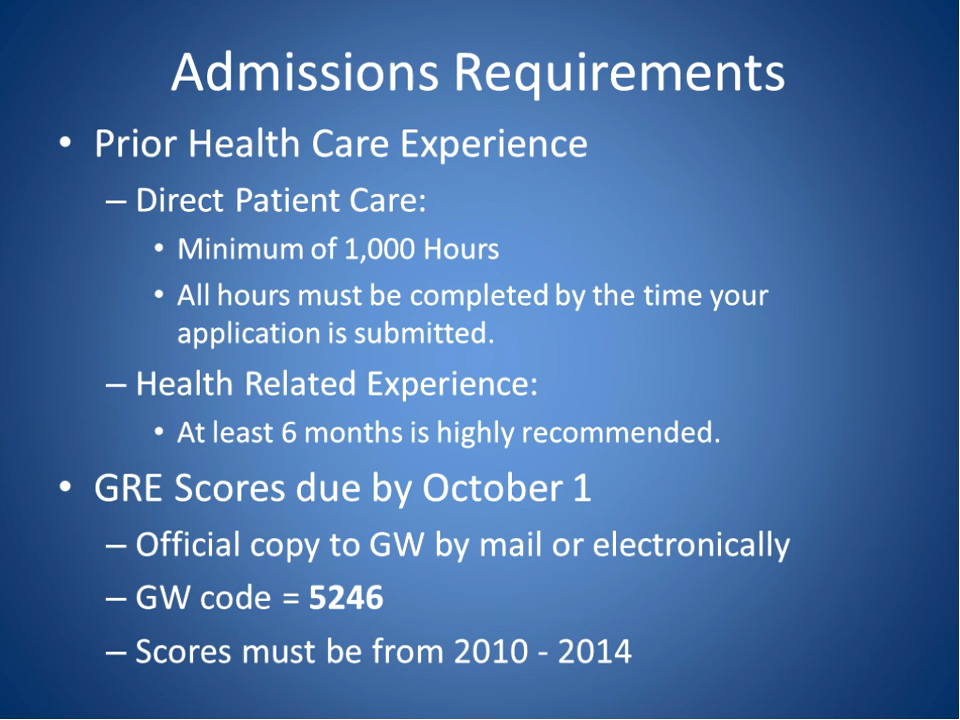 Admissions Requirements
• Prior Health Care Experience
– Direct Patient Care:
• Minimum of 1,000 Hours
• All hours must be completed by the time your
application is submitted.
– Health Related Experience:
• At least 6 months is highly recommended.
• GRE Scores due by October 1
– Official copy to GW by mail or electronically
– GW code = 5246
– Scores must be from 2010 - 2014